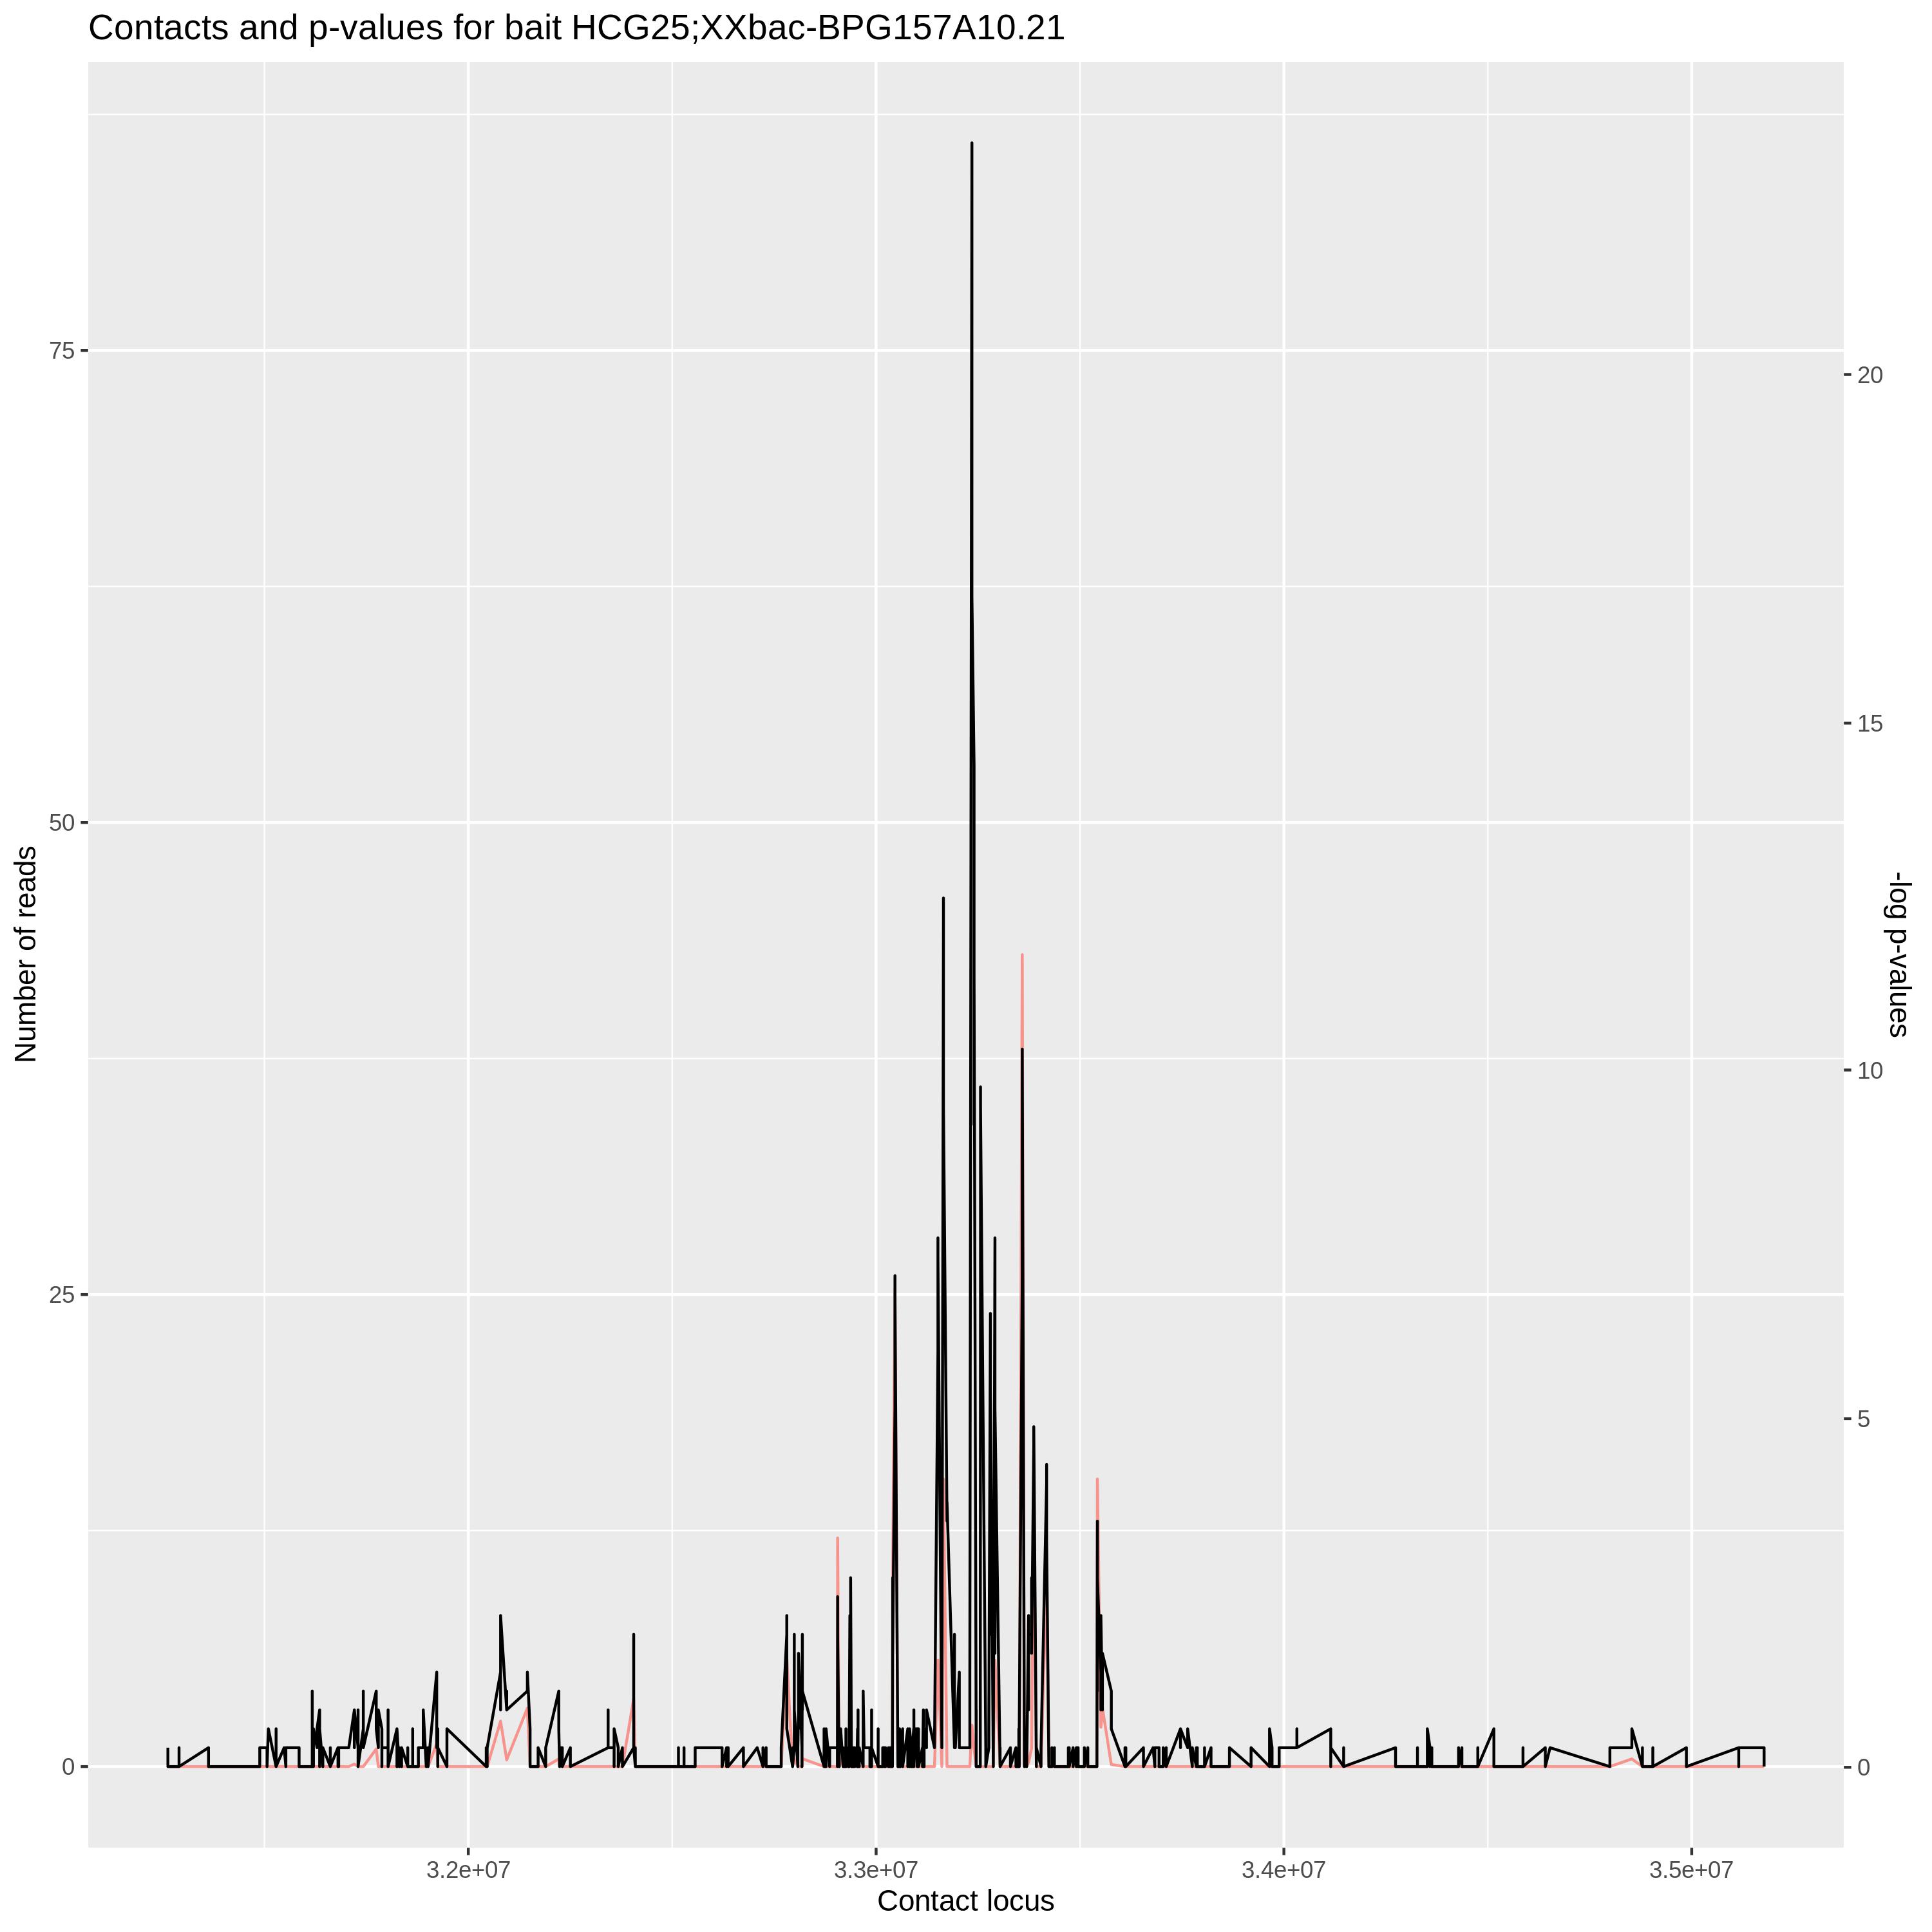 Contacts and p-values for bait HCG25;XXbac-BPG157A10.21
75
50
25
0
Number of reads
20
15
10
5
0
-log p-values
3.2e+07
3.3e+07
3.4e+07
3.5e+07
Contact locus